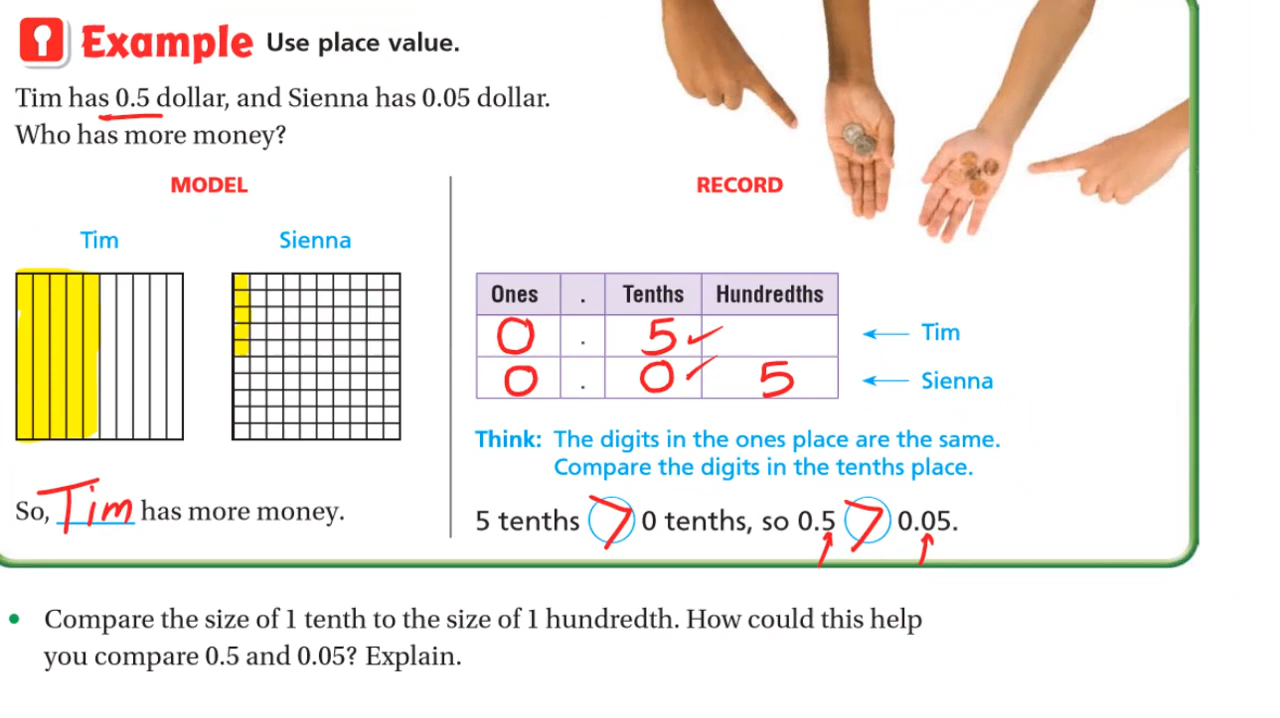 Example Use place value.
Tim has 0.5 dollar, and Sienna has 0.05 dollar.
Who has more money?
MODEL
Tim Sienna
So, Tim has more money.
RECORD
Ones . Tenths Hundredths
0 . 5 ✓ ← Tim
0 . 0 ✓ 5 ← Sienna
Think: The digits in the ones place are the same.
Compare the digits in the tenths place.
5 tenths > 0 tenths, so 0.5 > 0.05.
• Compare the size of 1 tenth to the size of 1 hundredth. How could this help
you compare 0.5 and 0.05? Explain.